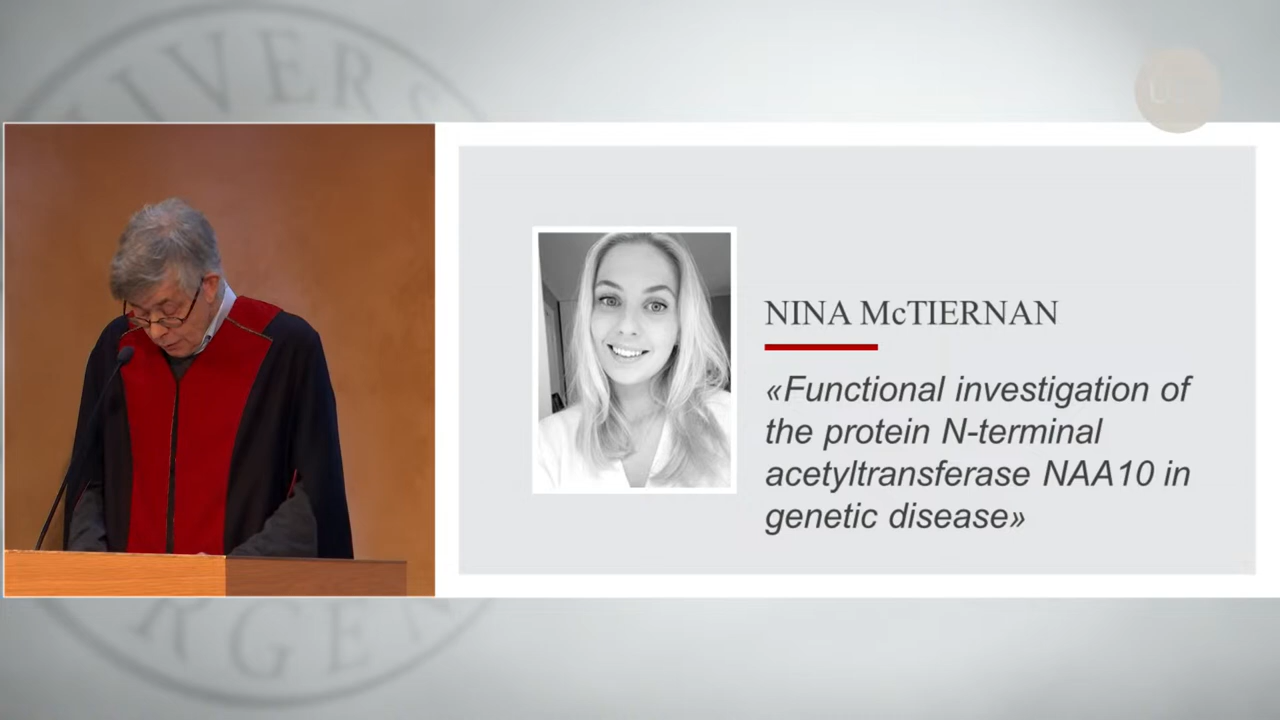 NINA McTIERNAN
«Functional investigation of
the protein N-terminal
acetyltransferase NAA10 in
genetic disease»